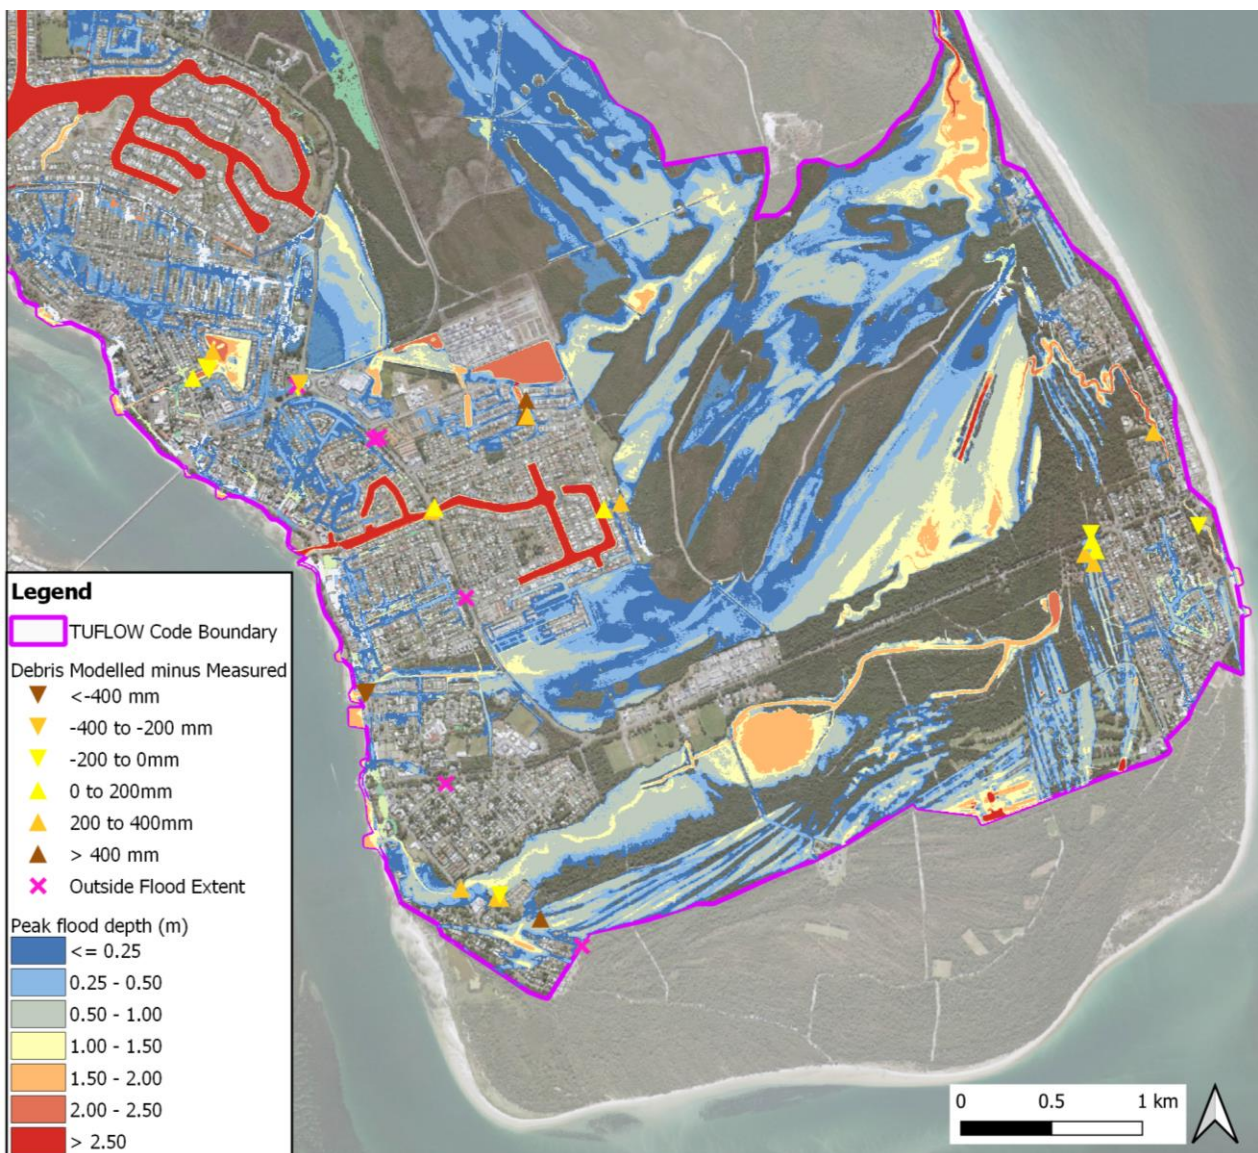 Legend
TUFLOW Code Boundary
Debris Modelled minus Measured
<-400 mm
-400 to -200 mm
-200 to 0mm
0 to 200mm
200 to 400mm
> 400 mm
Outside Flood Extent
Peak flood depth (m)
<= 0.25
0.25 - 0.50
0.50 - 1.00
1.00 - 1.50
1.50 - 2.00
2.00 - 2.50
> 2.50
0 0.5 1 km